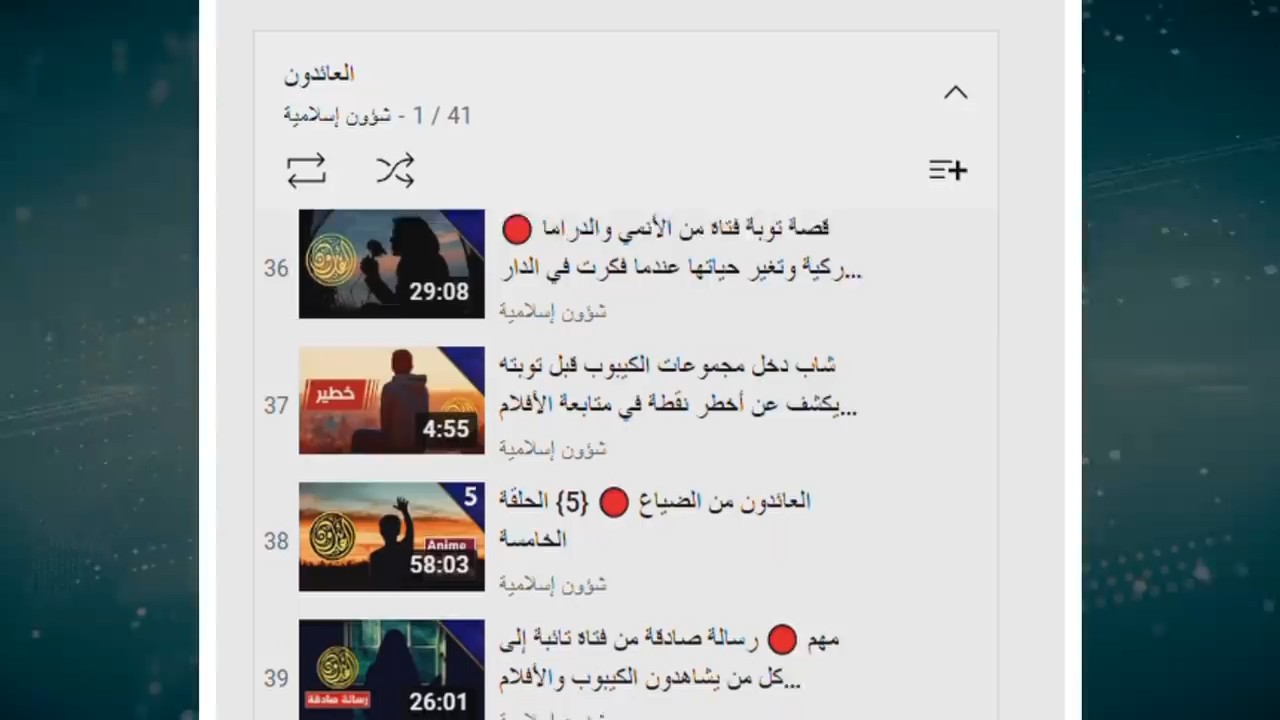 العائدون
شؤون إسلامية - 1 / 41
36
29:08
🔴 قصة توبة فتاة من الأنمي والدراما
...ركية وتغير حياتها عندما فكرت في الدار
شؤون إسلامية
37
خطير
4:55
شاب دخل مجموعات الكيبوب قبل توبته
...يكشف عن أخطر نقطة في متابعة الأفلام
شؤون إسلامية
38
5
Anime
58:03
العائدون من الضياع 🔴 {5} الحلقة
الخامسة
شؤون إسلامية
39
رسالة صادقة
26:01
مهم 🔴 رسالة صادقة من فتاة تائبة إلى
...كل من يشاهدون الكيبوب والأفلام